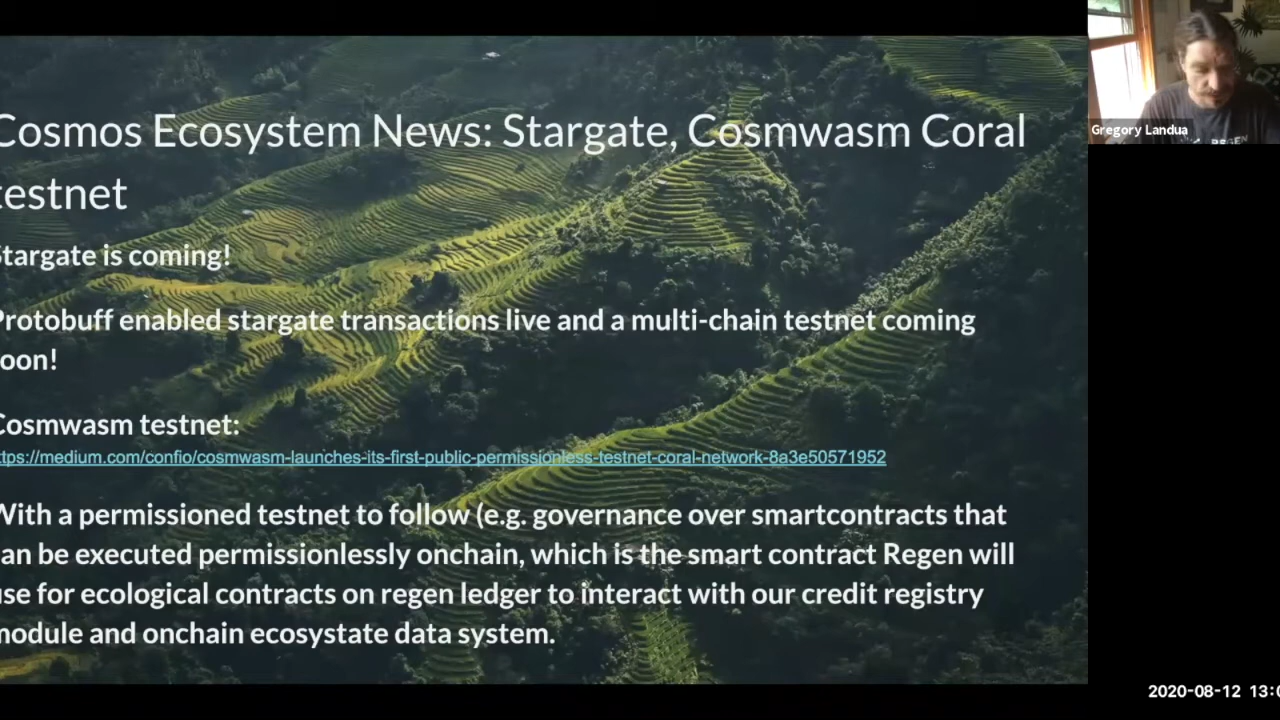 Cosmos Ecosystem News: Stargate, Cosmwasm Coral
testnet
Stargate is coming!
Protobuff enabled stargate transactions live and a multi-chain testnet coming
oon!
Cosmwasm testnet:
ttps://medium.com/confio/cosmwasm-launches-its-first-public-permissionless-testnet-coral-network-8a3e50571952
With a permissioned testnet to follow (e.g. governance over smartcontracts that
an be executed permissionlessly onchain, which is the smart contract Regen will
use for ecological contracts on regen ledger to interact with our credit registry
module and onchain ecosystate data system.
Gregory Landua
2020-08-12 13:0